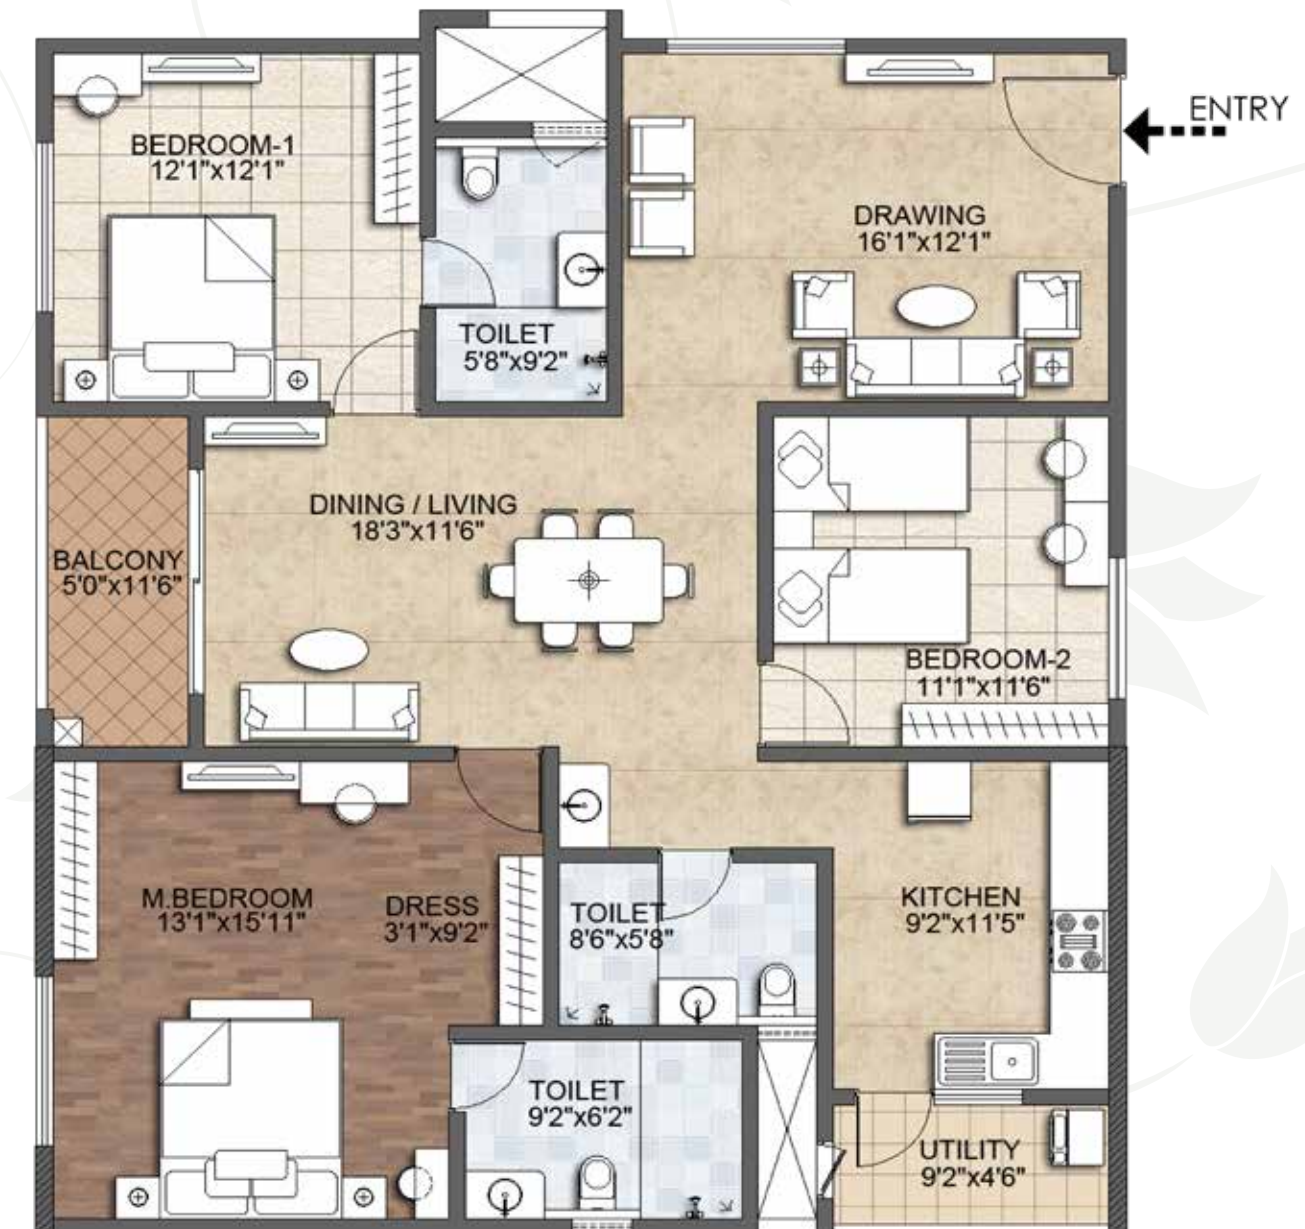 ENTRY
BEDROOM-1
12'1"x12'1"
DRAWING
16'1"x12'1"
TOILET
5'8"x9'2"
DINING / LIVING
18'3"x11'6"
BALCONY
5'0"x11'6"
BEDROOM-2
11'1"x11'6"
M.BEDROOM
13'1"x15'11"
DRESS
3'1"x9'2"
TOILET
8'6"x5'8"
KITCHEN
9'2"x11'5"
TOILET
9'2"x6'2"
UTILITY
9'2"x4'6"